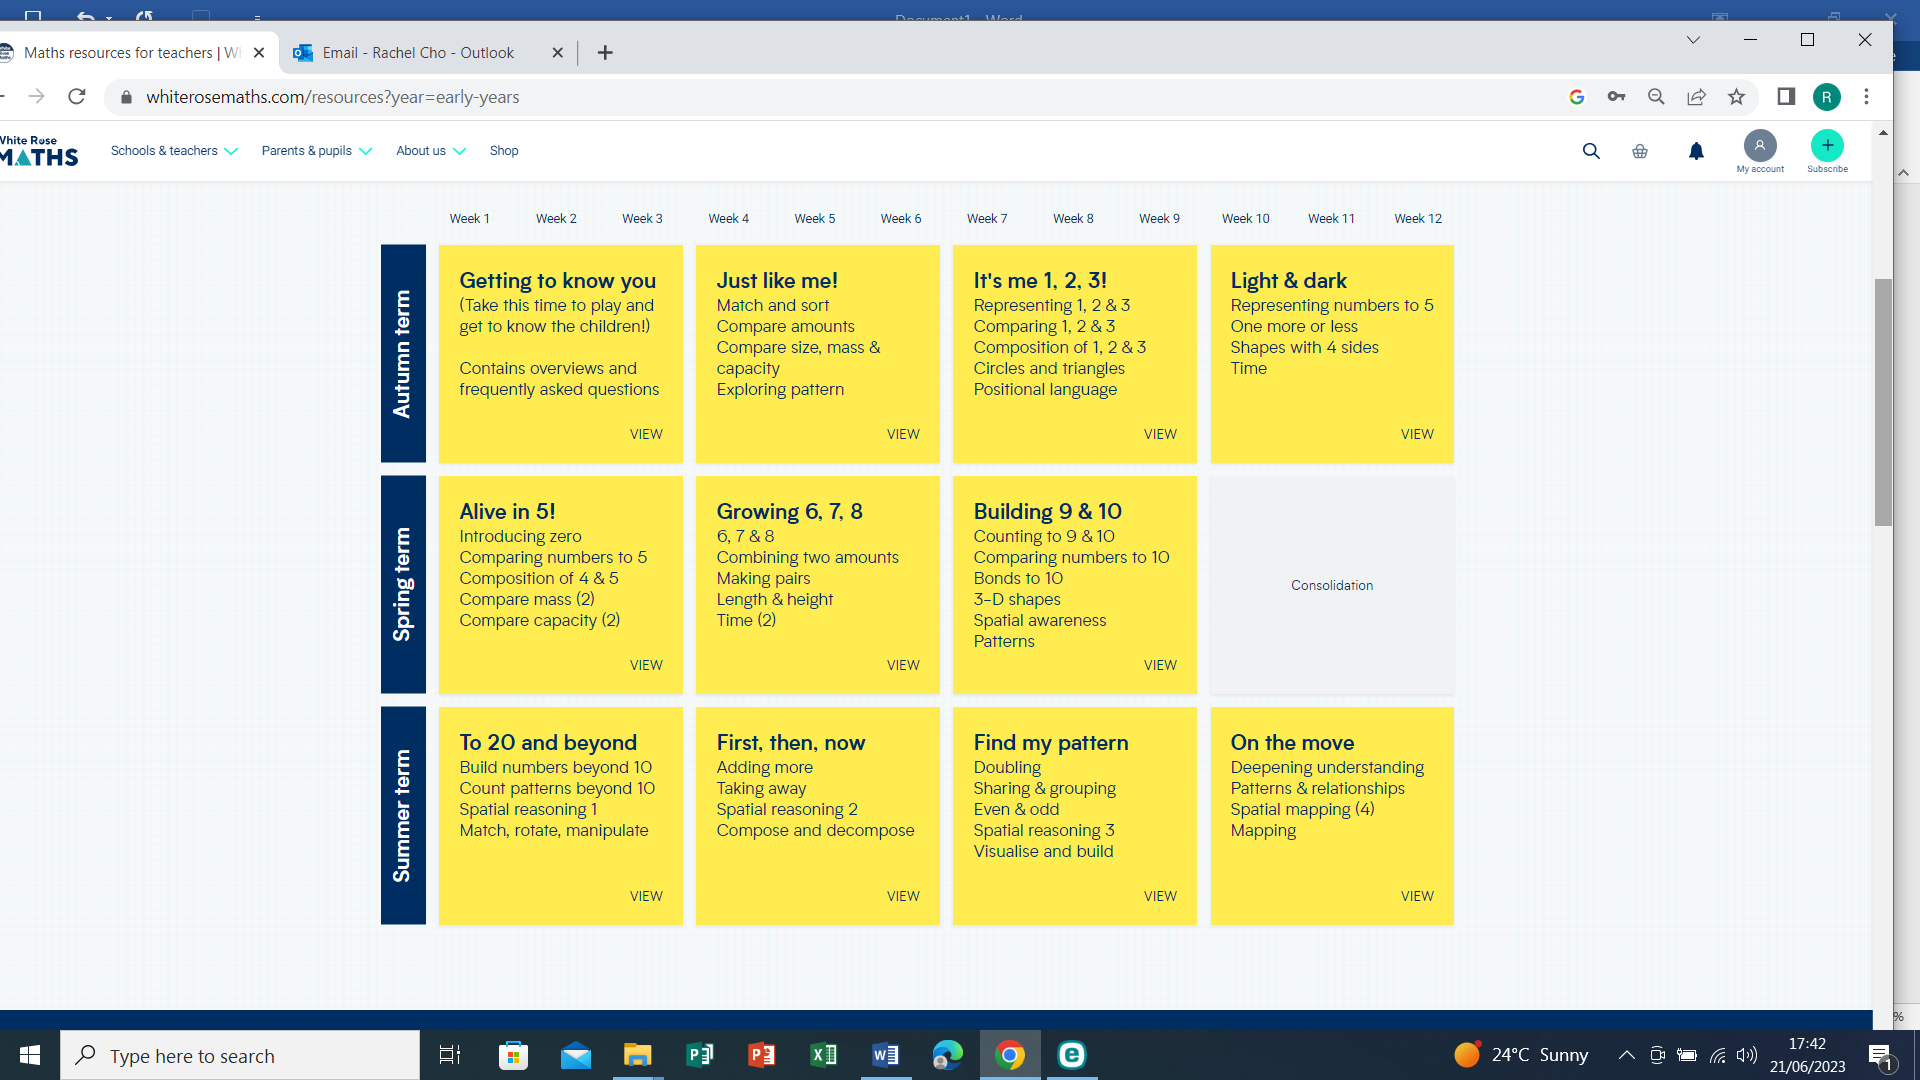 Document1 - Word
Maths resources for teachers | W
Email - Rachel Cho - Outlook
whiterosemaths.com/resources?year=early-years
R
White Rose
MATHS
Schools & teachers
Parents & pupils
About us
Shop
My account
Subscribe
Week 1 Week 2 Week 3 Week 4 Week 5 Week 6 Week 7 Week 8 Week 9 Week 10 Week 11 Week 12
Autumn term
Getting to know you
(Take this time to play and
get to know the children!)
Contains overviews and
frequently asked questions
VIEW
Just like me!
Match and sort
Compare amounts
Compare size, mass &
capacity
Exploring pattern
VIEW
It's me 1, 2, 3!
Representing 1, 2 & 3
Comparing 1, 2 & 3
Composition of 1, 2 & 3
Circles and triangles
Positional language
VIEW
Light & dark
Representing numbers to 5
One more or less
Shapes with 4 sides
Time
VIEW
Spring term
Alive in 5!
Introducing zero
Comparing numbers to 5
Composition of 4 & 5
Compare mass (2)
Compare capacity (2)
VIEW
Growing 6, 7, 8
6, 7 & 8
Combining two amounts
Making pairs
Length & height
Time (2)
VIEW
Building 9 & 10
Counting to 9 & 10
Comparing numbers to 10
Bonds to 10
3-D shapes
Spatial awareness
Patterns
VIEW
Consolidation
Summer term
To 20 and beyond
Build numbers beyond 10
Count patterns beyond 10
Spatial reasoning 1
Match, rotate, manipulate
VIEW
First, then, now
Adding more
Taking away
Spatial reasoning 2
Compose and decompose
VIEW
Find my pattern
Doubling
Sharing & grouping
Even & odd
Spatial reasoning 3
Visualise and build
VIEW
On the move
Deepening understanding
Patterns & relationships
Spatial mapping (4)
Mapping
VIEW
%
Type here to search
24°C Sunny
17:42
21/06/2023
1